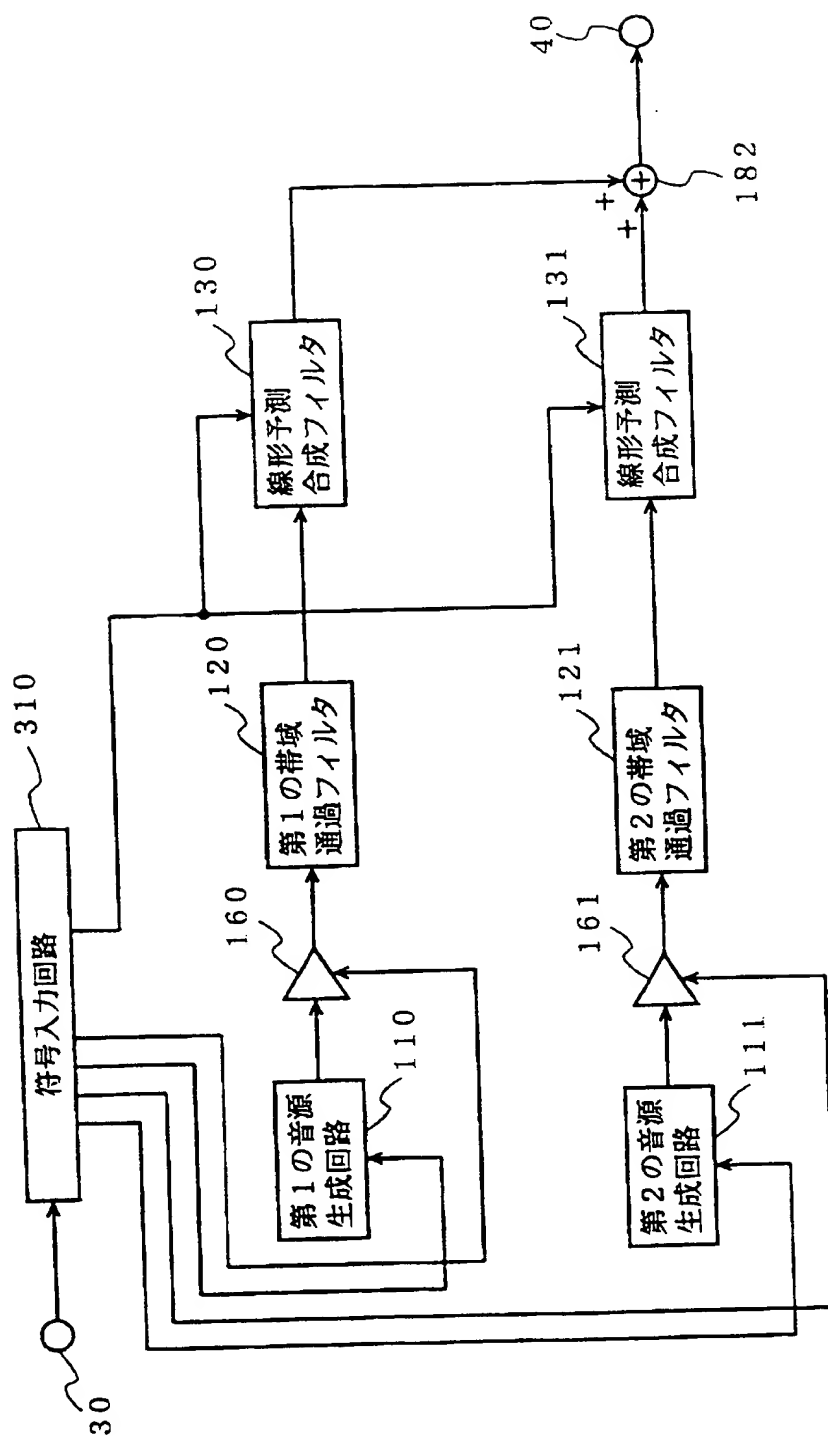 30
符号入力回路
310
第1の音源
生成回路
110
160
第1の帯域
通過フィルタ
120
線形予測
合成フィルタ
130
第2の音源
生成回路
111
161
第2の帯域
通過フィルタ
121
線形予測
合成フィルタ
131
+
+
+
182
40